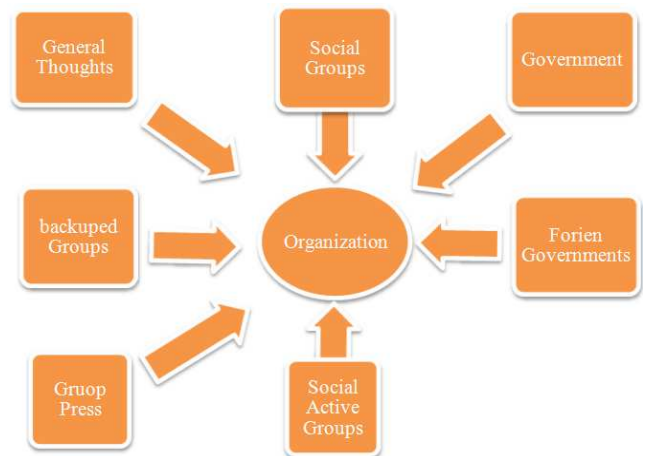 General
Thoughts
Social
Groups
Government
backuped
Groups
Organization
Forien
Governments
Gruop
Press
Social
Active
Groups